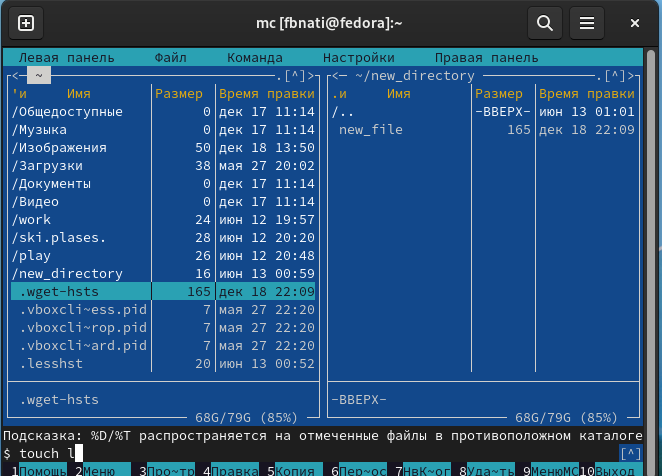 mc [fbnati@fedora]:~
Левая панель Файл Команда Настройки Правая панель
<─ ~ .[^]> <─ ~/new_directory .[^]>
'и Имя Размер Время правки .и Имя Размер Время правки
/Общедоступные 0 дек 17 11:14 /.. -ВВЕРХ- июн 13 01:01
/Музыка 0 дек 17 11:14 new_file 165 дек 18 22:09
/Изображения 50 дек 18 13:50
/Загрузки 38 мая 27 20:02
/Документы 0 дек 17 11:14
/Видео 0 дек 17 11:14
/work 24 июн 12 19:57
/ski.plases. 28 июн 12 20:20
/play 26 июн 12 20:48
/new_directory 16 июн 13 00:59
.wget-hsts 165 дек 18 22:09
.vboxcli~ess.pid 7 мая 27 22:20
.vboxcli~rop.pid 7 мая 27 22:20
.vboxcli~ard.pid 7 мая 27 22:20
.lesshst 20 июн 13 00:52
.wget-hsts -ВВЕРХ-
68G/79G (85%) 68G/79G (85%)
Подсказка: %D/%T распространяется на отмеченные файлы в противоположном каталоге
$ touch l [^]
1Помощь 2Меню 3Про~тр 4Правка 5Копия 6Пер~ос 7НвК~ог 8Уда~ть 9МенюMC 10Выход